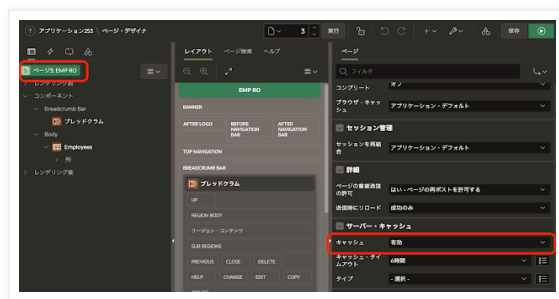 アプリケーション253 \ ページ・デザイナ
3
実行
保存
ページ3: EMP RO
レンダリング前
コンポーネント
Breadcrumb Bar
ブレッドクラム
Body
Employees
列
レンダリング後
レイアウト
ページ検索
ヘルプ
EMP RO
BANNER
AFTER LOGO
BEFORE NAVIGATION BAR
AFTER NAVIGATION BAR
TOP NAVIGATION
BREADCRUMB BAR
ブレッドクラム
UP
REGION BODY
リージョン・コンテンツ
SUB REGIONS
PREVIOUS
CLOSE
DELETE
HELP
CHANGE
EDIT
COPY
CREATE
ページ
フィルタ
コンプリート
オフ
ブラウザ・キャッシュ
アプリケーション・デフォルト
セッション管理
セッションを再結合
アプリケーション・デフォルト
詳細
ページの重複送信の許可
はい - ページの再ポストを許可する
送信時にリロード
成功のみ
サーバー・キャッシュ
キャッシュ
有効
キャッシュ・タイムアウト
6時間
タイプ
- 選択 -